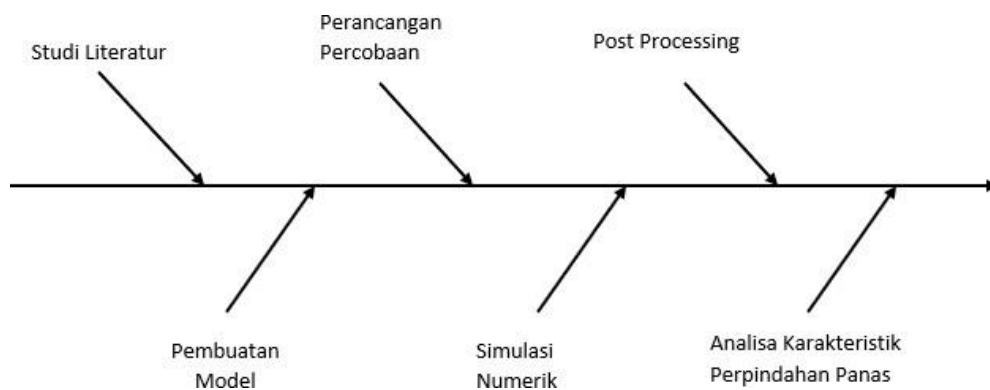 Studi Literatur
Perancangan
Percobaan
Post Processing
Pembuatan
Model
Simulasi
Numerik
Analisa Karakteristik
Perpindahan Panas